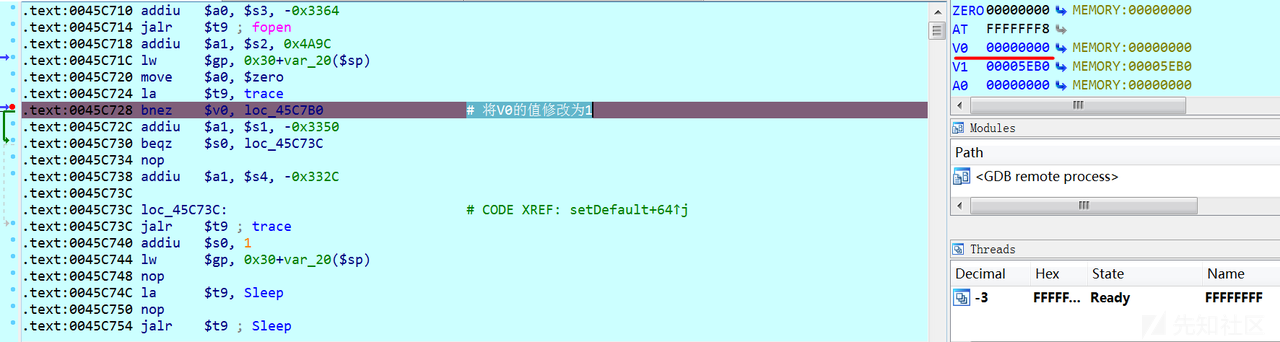 .text:0045C710 addiu $a0, $s3, -0x3364
.text:0045C714 jalr $t9 ; fopen
.text:0045C718 addiu $a1, $s2, 0x4A9C
.text:0045C71C lw $gp, 0x30+var_20($sp)
.text:0045C720 move $a0, $zero
.text:0045C724 la $t9, trace
.text:0045C728 bnez $v0, loc_45C7B0 # 将V0的值修改为1
.text:0045C72C addiu $a1, $s1, -0x3350
.text:0045C730 beqz $s0, loc_45C73C
.text:0045C734 nop
.text:0045C738 addiu $a1, $s4, -0x332C
.text:0045C73C
.text:0045C73C loc_45C73C: # CODE XREF: setDefault+64↑j
.text:0045C73C jalr $t9 ; trace
.text:0045C740 addiu $s0, 1
.text:0045C744 lw $gp, 0x30+var_20($sp)
.text:0045C748 nop
.text:0045C74C la $t9, Sleep
.text:0045C750 nop
.text:0045C754 jalr $t9 ; Sleep
ZERO 00000000 MEMORY:00000000
AT FFFFFFF8
V0 00000000 MEMORY:00000000
V1 00005EB0 MEMORY:00005EB0
A0 00000000 MEMORY:00000000
Modules
Path
<GDB remote process>
Threads
Decimal Hex State Name
-3 FFFFF... Ready FFFFFFFF
先知社区